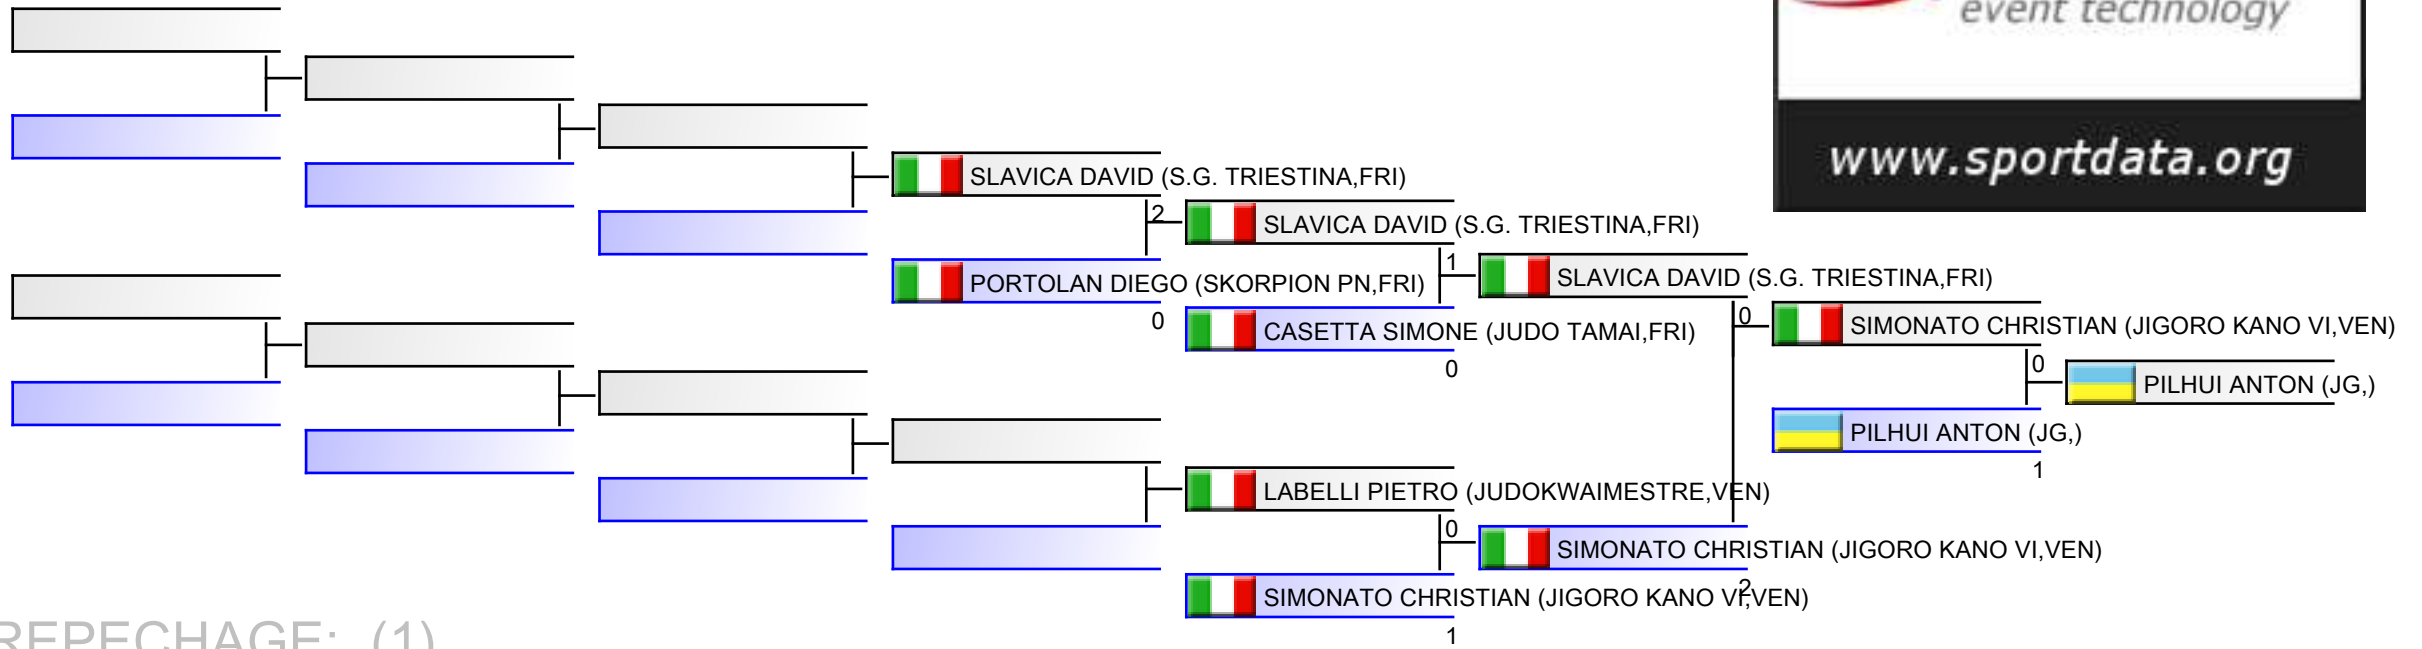 event technology
www.sportdata.org
SLAVICA DAVID (S.G. TRIESTINA,FRI)
2
SLAVICA DAVID (S.G. TRIESTINA,FRI)
PORTOLAN DIEGO (SKORPION PN,FRI)
0
1
SLAVICA DAVID (S.G. TRIESTINA,FRI)
CASETTA SIMONE (JUDO TAMAI,FRI)
0
0
SIMONATO CHRISTIAN (JIGORO KANO VI,VEN)
0
PILHUI ANTON (JG,)
PILHUI ANTON (JG,)
1
LABELLI PIETRO (JUDOKWAIMESTRE,VEN)
0
SIMONATO CHRISTIAN (JIGORO KANO VI,VEN)
2
SIMONATO CHRISTIAN (JIGORO KANO VI,VEN)
1
REPECHAGE: (1)